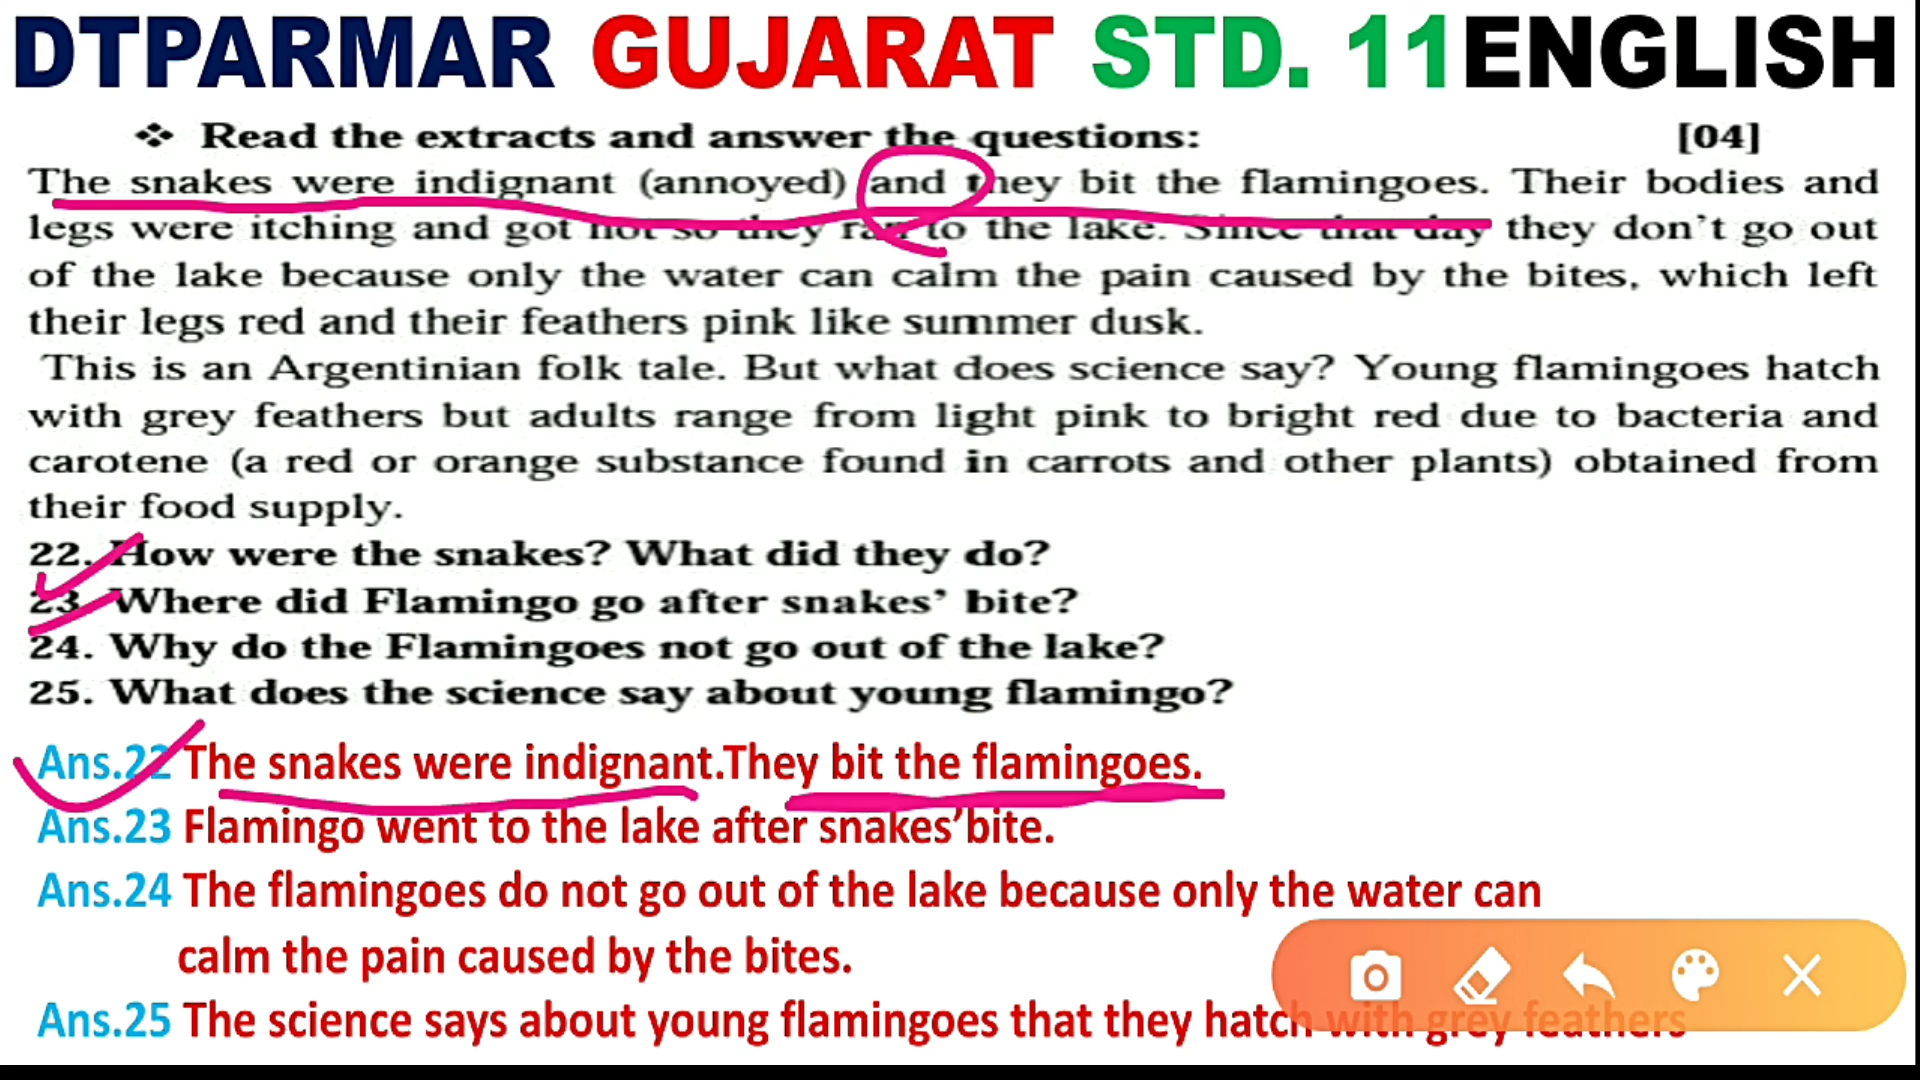 DTPARMAR GUJARAT STD. 11ENGLISH
❖ Read the extracts and answer the questions: [04]
The snakes were indignant (annoyed) and they bit the flamingoes. Their bodies and
legs were itching and got hot so they ran to the lake. Since that day they don't go out
of the lake because only the water can calm the pain caused by the bites, which left
their legs red and their feathers pink like summer dusk.
This is an Argentinian folk tale. But what does science say? Young flamingoes hatch
with grey feathers but adults range from light pink to bright red due to bacteria and
carotene (a red or orange substance found in carrots and other plants) obtained from
their food supply.
22. How were the snakes? What did they do?
23. Where did Flamingo go after snakes' bite?
24. Why do the Flamingoes not go out of the lake?
25. What does the science say about young flamingo?
Ans.22 The snakes were indignant.They bit the flamingoes.
Ans.23 Flamingo went to the lake after snakes'bite.
Ans.24 The flamingoes do not go out of the lake because only the water can
calm the pain caused by the bites.
Ans.25 The science says about young flamingoes that they hatch with grey feathers